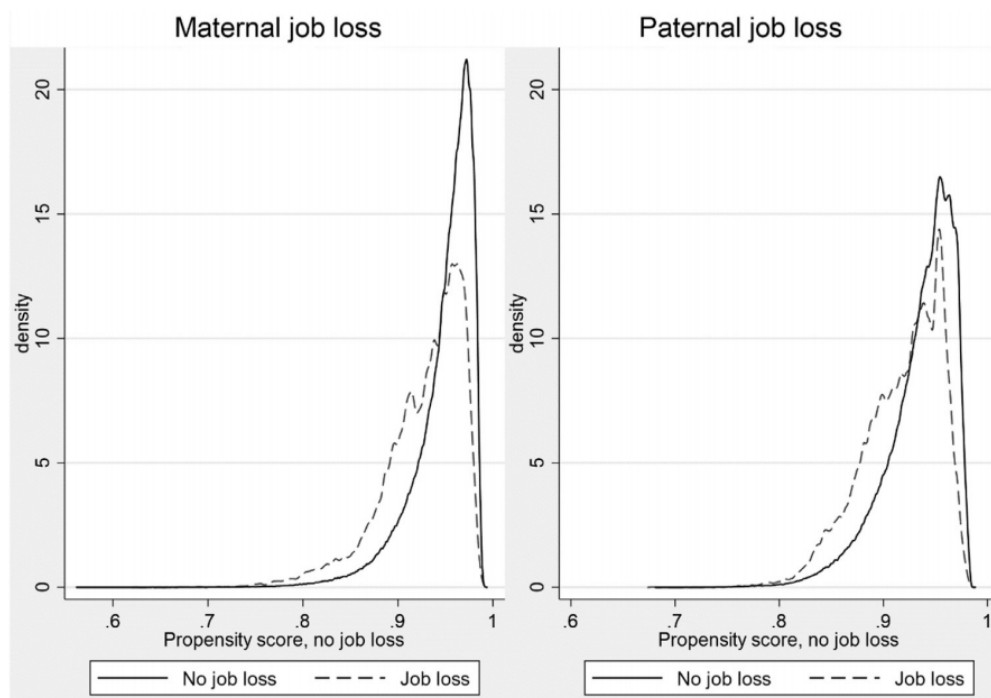 Maternal job loss
density
20
15
10
5
0
.6 .7 .8 .9 1
Propensity score, no job loss
No job loss Job loss
Paternal job loss
density
20
15
10
5
0
.6 .7 .8 .9 1
Propensity score, no job loss
No job loss Job loss